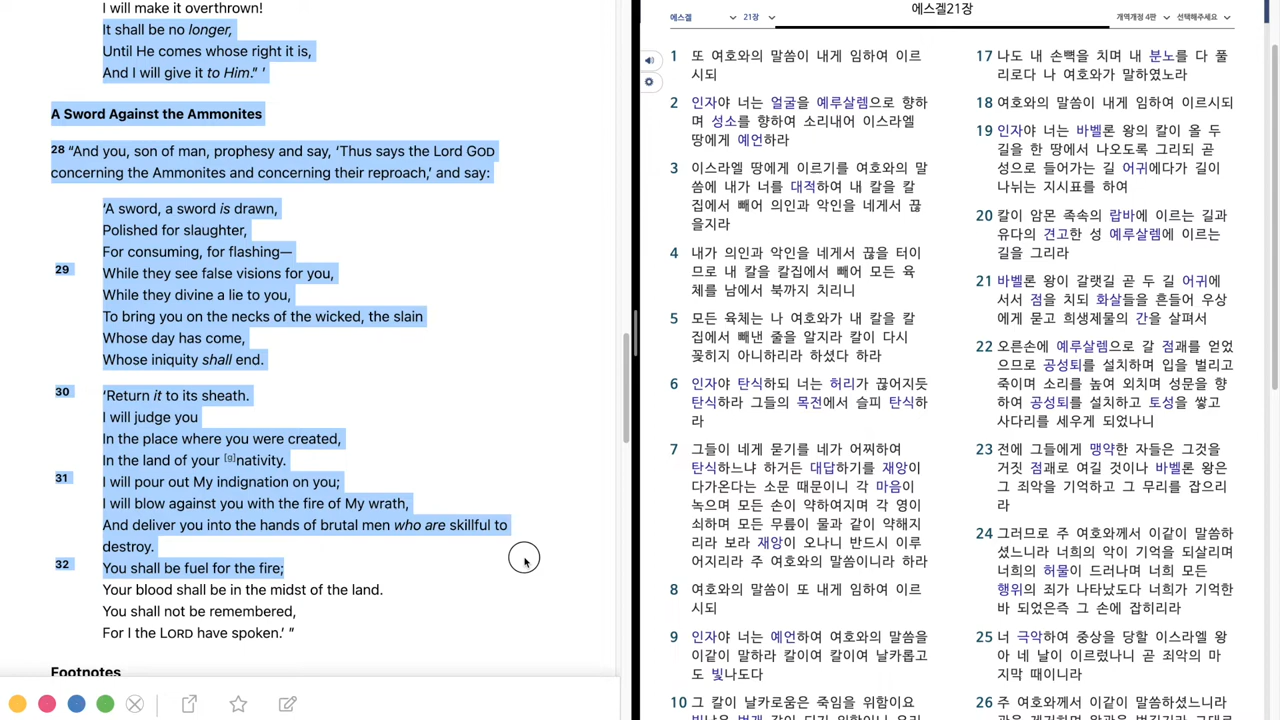 I will make it overthrown!
It shall be no longer,
Until He comes whose right it is,
And I will give it to Him.” ’
A Sword Against the Ammonites
28 “And you, son of man, prophesy and say, ‘Thus says the Lord GOD
concerning the Ammonites and concerning their reproach,’ and say:
‘A sword, a sword is drawn,
Polished for slaughter,
For consuming, for flashing—
29 While they see false visions for you,
While they divine a lie to you,
To bring you on the necks of the wicked, the slain
Whose day has come,
Whose iniquity shall end.
30 ‘Return it to its sheath.
I will judge you
In the place where you were created,
In the land of your [g]nativity.
31 I will pour out My indignation on you;
I will blow against you with the fire of My wrath,
And deliver you into the hands of brutal men who are skillful to
destroy.
32 You shall be fuel for the fire;
Your blood shall be in the midst of the land.
You shall not be remembered,
For I the LORD have spoken.’ ”
Footnotes
에스겔 21장
에스겔21장
개역개정 4판 선택해주세요
1 또 여호와의 말씀이 내게 임하여 이르
시되
2 인자야 너는 얼굴을 예루살렘으로 향하
며 성소를 향하여 소리내어 이스라엘
땅에게 예언하라
3 이스라엘 땅에게 이르기를 여호와의 말
씀에 내가 너를 대적하여 내 칼을 칼
집에서 빼어 의인과 악인을 네게서 끊
을지라
4 내가 의인과 악인을 네게서 끊을 터이
므로 내 칼을 칼집에서 빼어 모든 육
체를 남에서 북까지 치리니
5 모든 육체는 나 여호와가 내 칼을 칼
집에서 빼낸 줄을 알지라 칼이 다시
꽂히지 아니하리라 하셨다 하라
6 인자야 탄식하되 너는 허리가 끊어지듯
탄식하라 그들의 목전에서 슬피 탄식하
라
7 그들이 네게 묻기를 네가 어찌하여
탄식하느냐 하거든 대답하기를 재앙이
다가온다는 소문 때문이니 각 마음이
녹으며 모든 손이 약하여지며 각 영이
쇠하며 모든 무릎이 물과 같이 약해지
리라 보라 재앙이 오나니 반드시 이루
어지리라 주 여호와의 말씀이니라 하라
8 여호와의 말씀이 또 내게 임하여 이르
시되
9 인자야 너는 예언하여 여호와의 말씀을
이같이 말하라 칼이여 칼이여 날카롭고
도 빛나도다
10 그 칼이 날카로움은 죽임을 위함이요
17 나도 내 손뼉을 치며 내 분노를 다 풀
리로다 나 여호와가 말하였노라
18 여호와의 말씀이 내게 임하여 이르시되
19 인자야 너는 바벨론 왕의 칼이 올 두
길을 한 땅에서 나오도록 그리되 곧
성으로 들어가는 길 어귀에다가 길이
나뉘는 지시표를 하여
20 칼이 암몬 족속의 랍바에 이르는 길과
유다의 견고한 성 예루살렘에 이르는
길을 그리라
21 바벨론 왕이 갈랫길 곧 두 길 어귀에
서서 점을 치되 화살들을 흔들어 우상
에게 묻고 희생제물의 간을 살펴서
22 오른손에 예루살렘으로 갈 점괘를 얻었
으므로 공성퇴를 설치하며 입을 벌리고
죽이며 소리를 높여 외치며 성문을 향
하여 공성퇴를 설치하고 토성을 쌓고
사다리를 세우게 되었나니
23 전에 그들에게 맹약한 자들은 그것을
거짓 점괘로 여길 것이나 바벨론 왕은
그 죄악을 기억하고 그 무리를 잡으리
라
24 그러므로 주 여호와께서 이같이 말씀하
셨느니라 너희의 악이 기억을 되살리며
너희의 허물이 드러나며 너희 모든
행위의 죄가 나타났도다 너희가 기억한
바 되었은즉 그 손에 잡히리라
25 너 극악하여 중상을 당할 이스라엘 왕
아 네 날이 이르렀나니 곧 죄악의 마
지막 때이니라
26 주 여호와께서 이같이 말씀하셨느니라